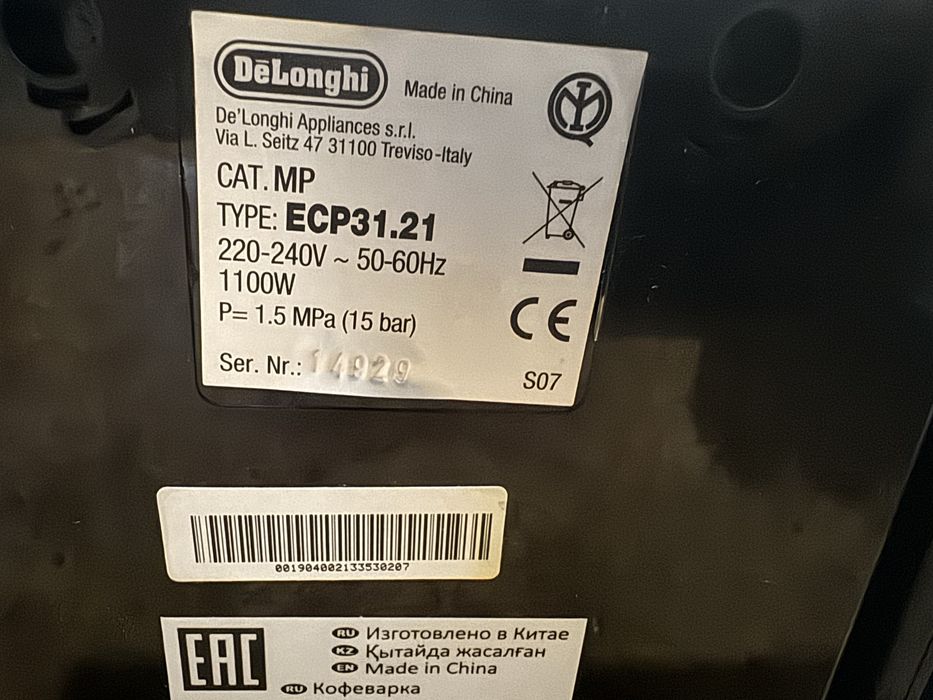 DēLonghi
Made in China
De'Longhi Appliances s.r.l.
Via L. Seitz 47 31100 Treviso-Italy
CAT. MP
TYPE: ECP31.21
220-240V ~ 50-60Hz
1100W
P= 1.5 MPa (15 bar)
Ser. Nr.: 14929
S07
CE
001904002133530207
EAC
RU Изготовлено в Китае
KZ Қытайда жасалған
EN Made in China
RU Кофеварка